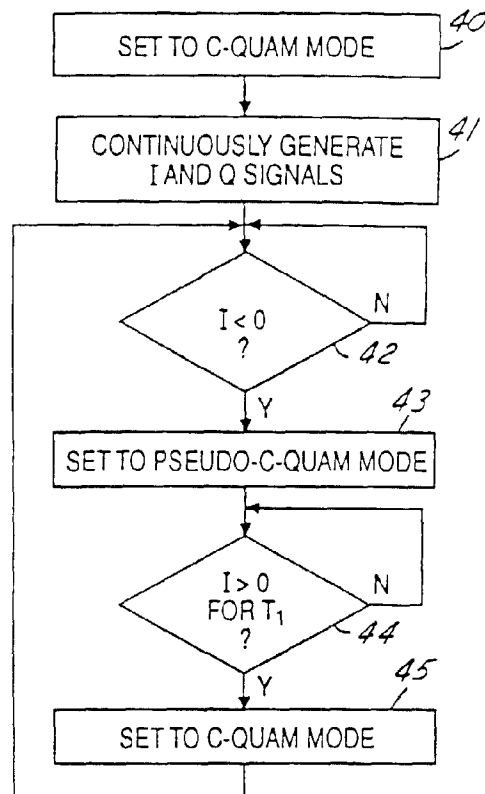 40
SET TO C-QUAM MODE
41
CONTINUOUSLY GENERATE
I AND Q SIGNALS
I < 0
?
N
42
Y
43
SET TO PSEUDO-C-QUAM MODE
I > 0
FOR T₁
?
N
44
Y
45
SET TO C-QUAM MODE